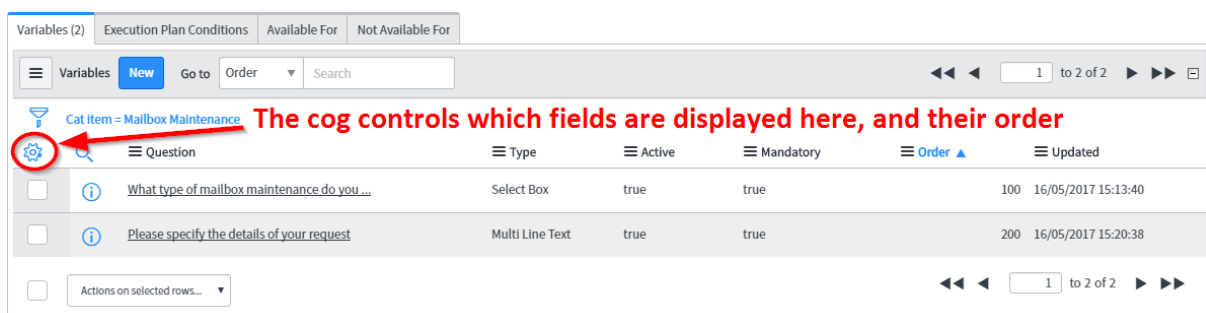 Variables (2) Execution Plan Conditions Available For Not Available For
Variables New Go to Order Search 1 to 2 of 2
Cat item = Mailbox Maintenance The cog controls which fields are displayed here, and their order
Question Type Active Mandatory Order Updated
What type of mailbox maintenance do you ... Select Box true true 100 16/05/2017 15:13:40
Please specify the details of your request Multi Line Text true true 200 16/05/2017 15:20:38
Actions on selected rows... 1 to 2 of 2